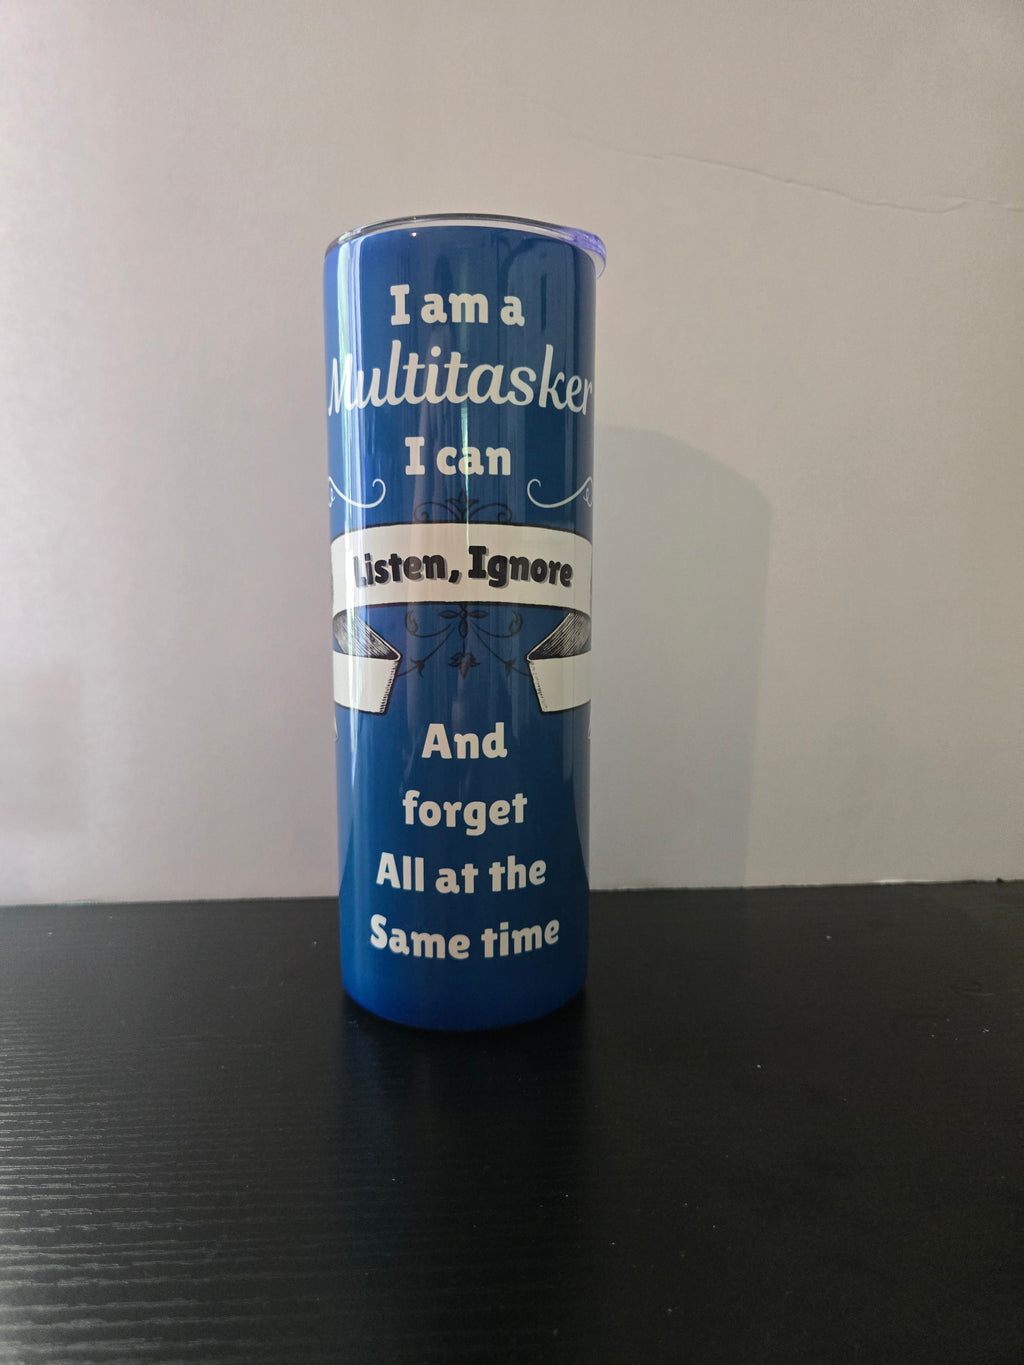 I am a
Multitasker
I can
Listen, Ignore
And
forget
All at the
Same time